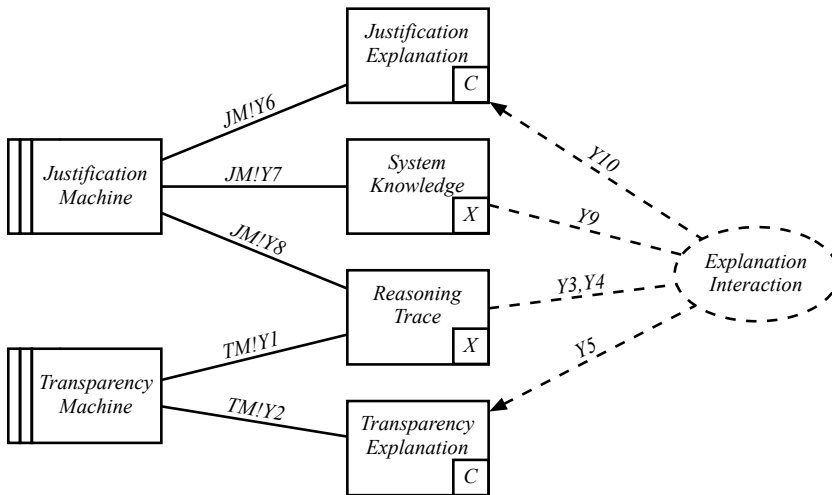 Justification
Explanation
C
JM!Y6
Y10
Justification
Machine
JM!Y7
System
Knowledge
X
Y9
JM!Y8
Explanation
Interaction
Reasoning
Trace
X
Y3,Y4
TM!Y1
Y5
Transparency
Machine
TM!Y2
Transparency
Explanation
C